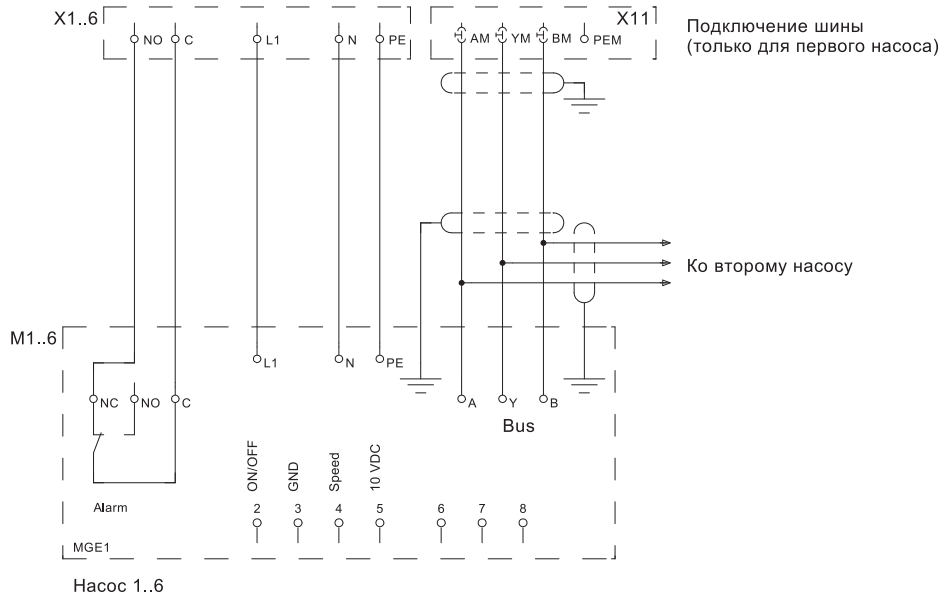 X1..6
X11
Подключение шины
(только для первого насоса)
NO
C
L1
N
PE
AM
YM
BM
PEM
Ко второму насосу
M1..6
L1
N
PE
NC
NO
C
A
Y
B
Bus
ON/OFF
GND
Speed
10 VDC
Alarm
2
3
4
5
6
7
8
MGE1
Насос 1..6